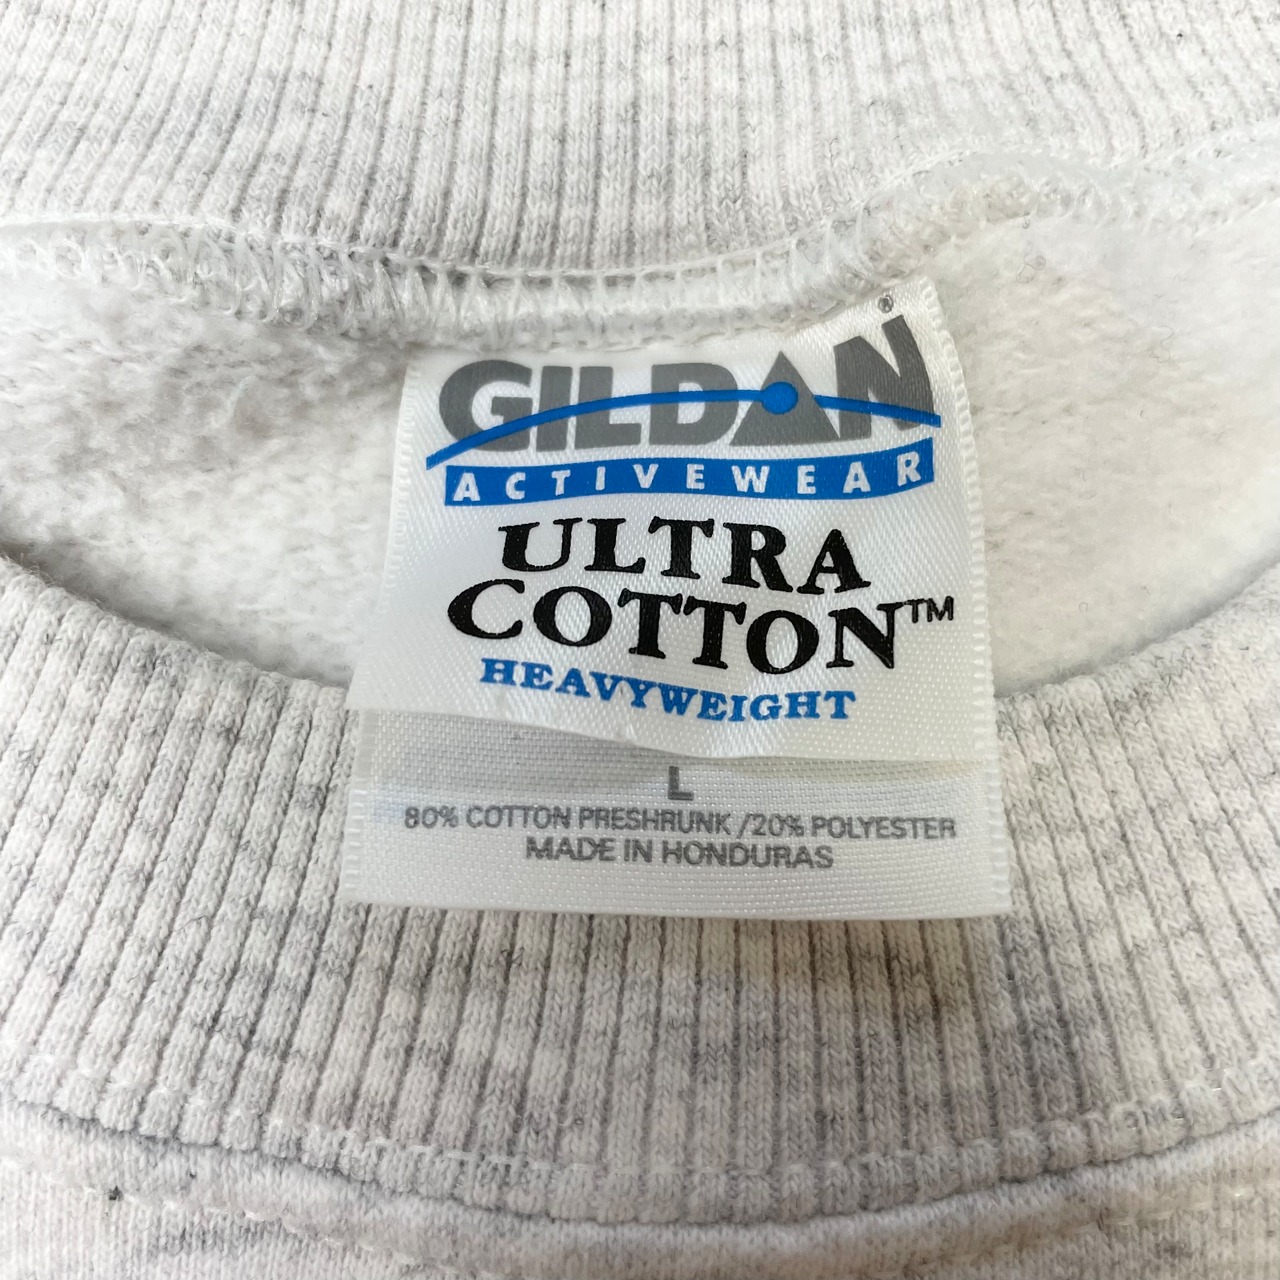 GILDAN®
ACTIVEWEAR
ULTRA
COTTON™
HEAVYWEIGHT
L
80% COTTON PRESHRUNK /20% POLYESTER
MADE IN HONDURAS